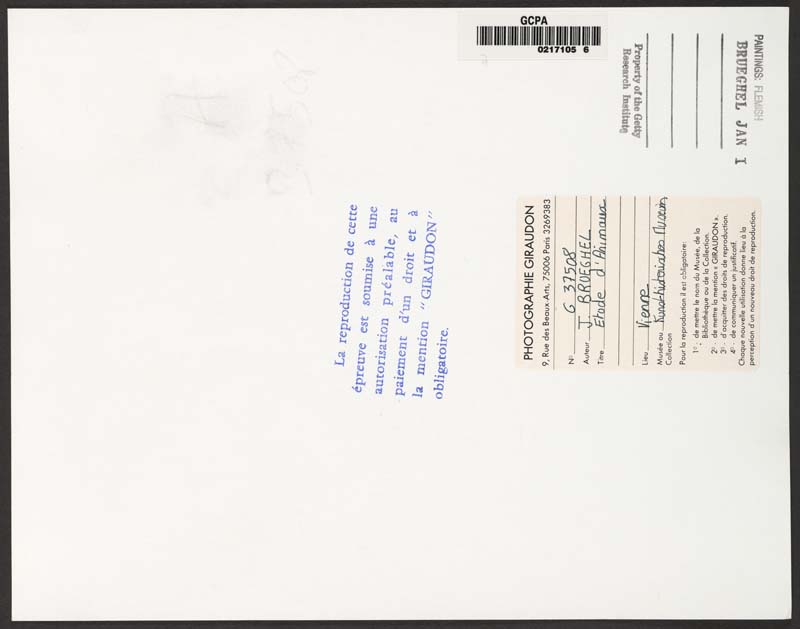 GCPA
0217105 6
PAINTINGS: FLEMISH
BRUEGHEL JAN I
Property of the Getty
Research Institute
La reproduction de cette
épreuve est soumise à une
autorisation préalable, au
paiement d'un droit et à
la mention "GIRAUDON"
obligatoire.
PHOTOGRAPHIE GIRAUDON
9, Rue des Beaux Arts, 75006 Paris 3269383
N° G 37508
Auteur J. BRUEGHEL
Titre Etude d'Animaux
Lieu Vienne
Musée ou Kunsthistoriches Museum
Collection
Pour la reproduction il est obligatoire:
1° - de mettre le nom du Musée, de la
Bibliothèque ou de la Collection.
2° - de mettre la mention « GIRAUDON ».
3° - d'acquitter des droits de reproduction.
4° - de communiquer un justificatif.
Chaque nouvelle utilisation donne lieu à la
perception d'un nouveau droit de reproduction.